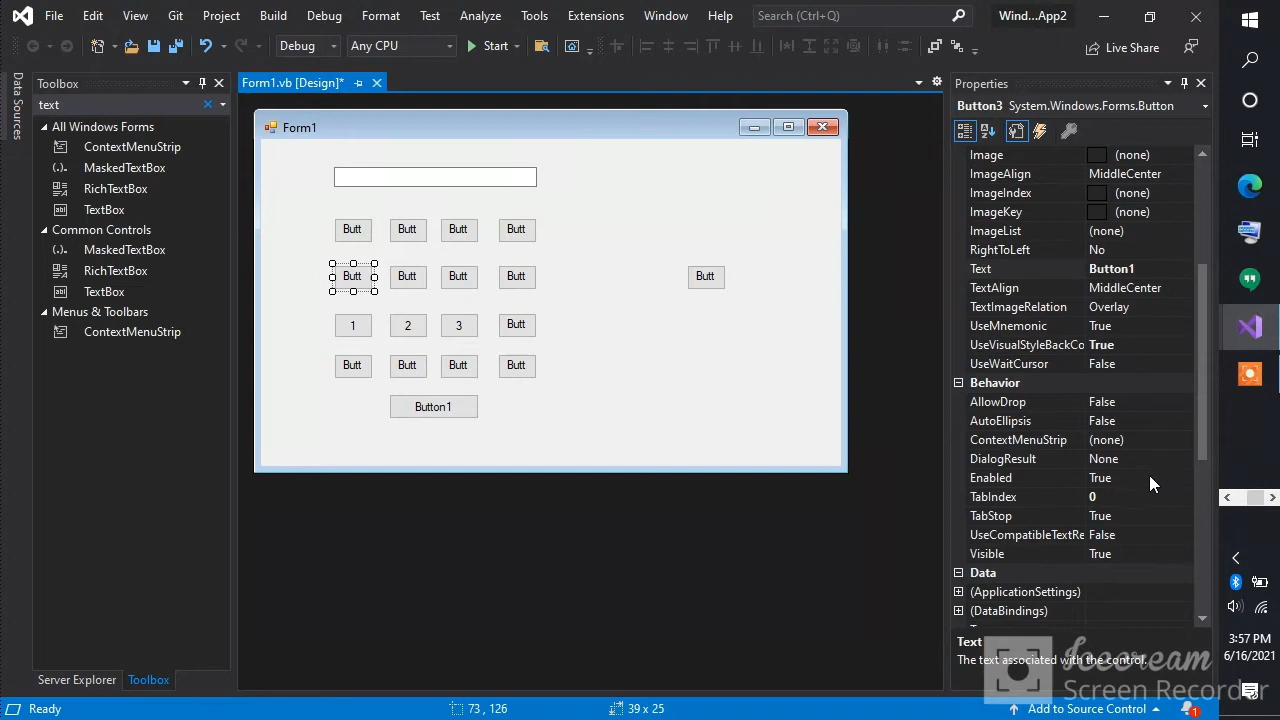 File Edit View Git Project Build Debug Format Test Analyze Tools Extensions Window Help Search (Ctrl+Q) Wind...App2
Debug Any CPU Start Live Share
Data Sources
Toolbox
text
All Windows Forms
ContextMenuStrip
MaskedTextBox
RichTextBox
TextBox
Common Controls
MaskedTextBox
RichTextBox
TextBox
Menus & Toolbars
ContextMenuStrip
Server Explorer Toolbox
Form1.vb [Design]*
Form1
Butt Butt Butt Butt
Butt Butt Butt Butt Butt
1 2 3 Butt
Butt Butt Butt Butt
Button1
Properties
Button3 System.Windows.Forms.Button
Image (none)
ImageAlign MiddleCenter
ImageIndex (none)
ImageKey (none)
ImageList (none)
RightToLeft No
Text Button1
TextAlign MiddleCenter
TextImageRelation Overlay
UseMnemonic True
UseVisualStyleBackCo True
UseWaitCursor False
Behavior
AllowDrop False
AutoEllipsis False
ContextMenuStrip (none)
DialogResult None
Enabled True
TabIndex 0
TabStop True
UseCompatibleTextRe False
Visible True
Data
(ApplicationSettings)
(DataBindings)
Text
The text associated with the control.
Icecream
Screen Recorder
Ready 73 , 126 39 x 25 Add to Source Control 1
3:57 PM
6/16/2021